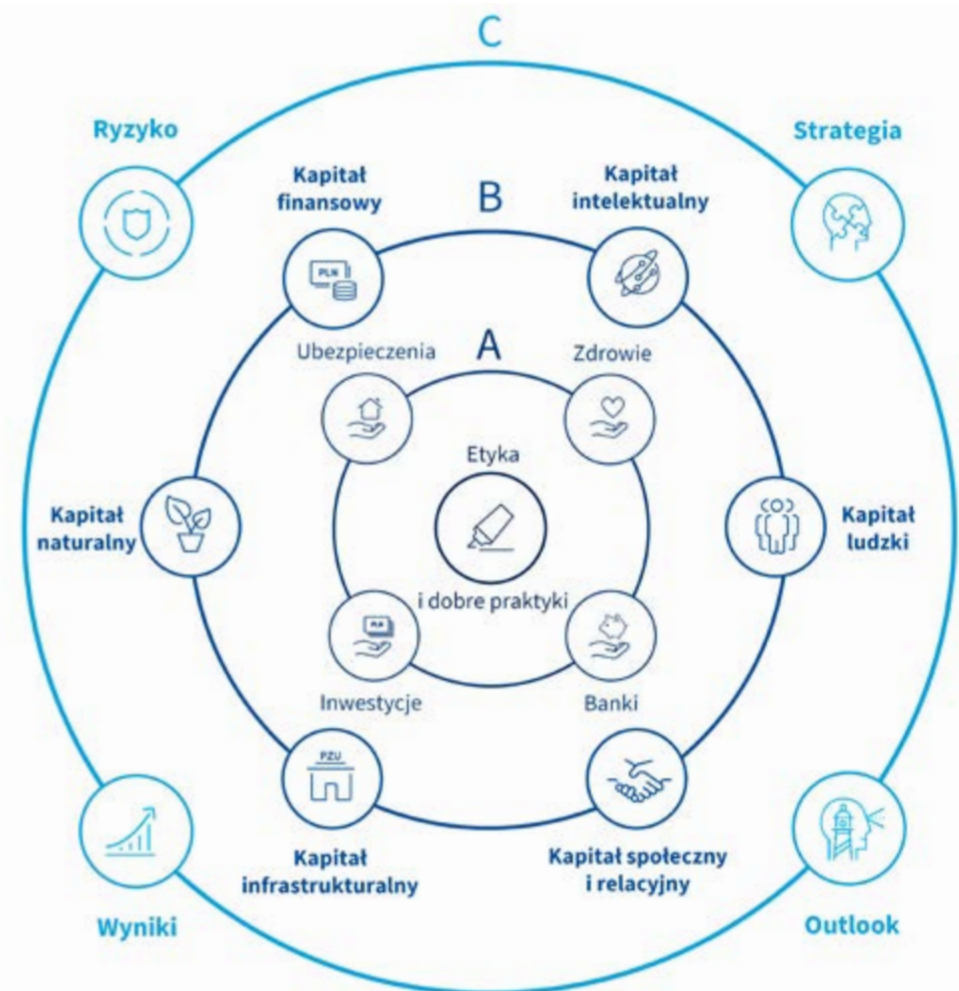 C
Ryzyko
Strategia
Kapitał
finansowy
B
Kapitał
intelektualny
PLN
Ubezpieczenia
A
Zdrowie
Etyka
Kapitał
naturalny
Kapitał
ludzki
i dobre praktyki
PLN
Inwestycje
Banki
PZU
Kapitał
infrastrukturalny
Kapitał społeczny
i relacyjny
Wyniki
Outlook